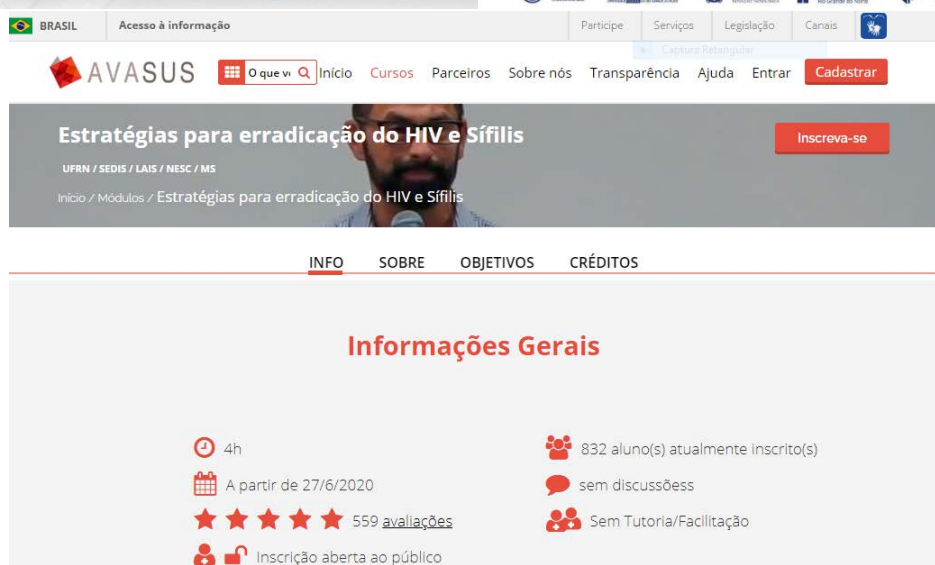 BRASIL Acesso à informação Participe Serviços Legislação Canais
Captura Retangular
AVASUS O que v Início Cursos Parceiros Sobre nós Transparência Ajuda Entrar Cadastrar
Estratégias para erradicação do HIV e Sífilis
Inscreva-se
UFRN / SEDIS / LAIS / NESC / MS
Início / Módulos / Estratégias para erradicação do HIV e Sífilis
INFO SOBRE OBJETIVOS CRÉDITOS
Informações Gerais
4h
832 aluno(s) atualmente inscrito(s)
A partir de 27/6/2020
sem discussõess
559 avaliações
Sem Tutoria/Facilitação
Inscrição aberta ao público